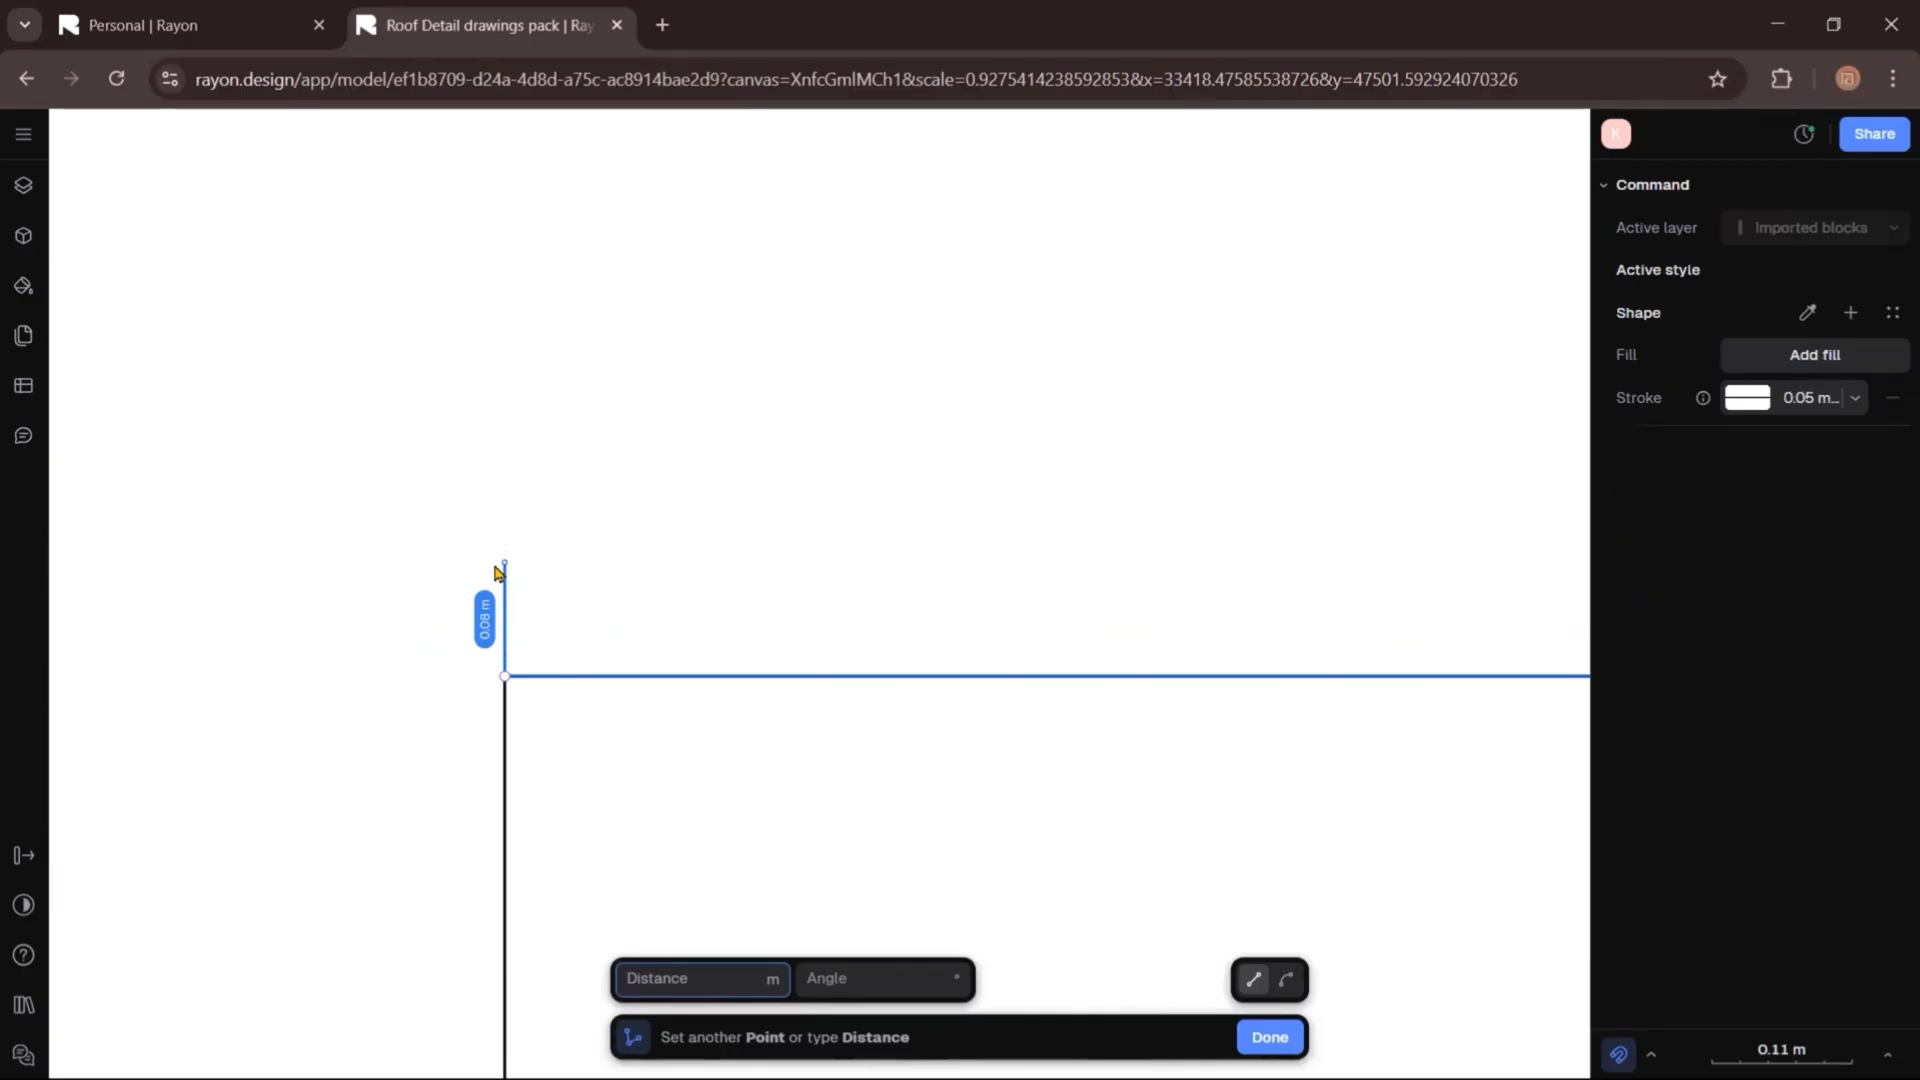 Personal | Rayon
Roof Detail drawings pack | Ray
rayon.design/app/model/ef1b8709-d24a-4d8d-a75c-ac8914bae2d9?canvas=XnfcGmlMCh1&scale=0.9275414238592853&x=33418.47585538726&y=47501.592924070326
K
Share
Command
Active layer
Imported blocks
Active style
Shape
Fill
Add fill
Stroke
0.05 m...
0.08 m
Distance m
Angle °
Set another Point or type Distance
Done
0.11 m